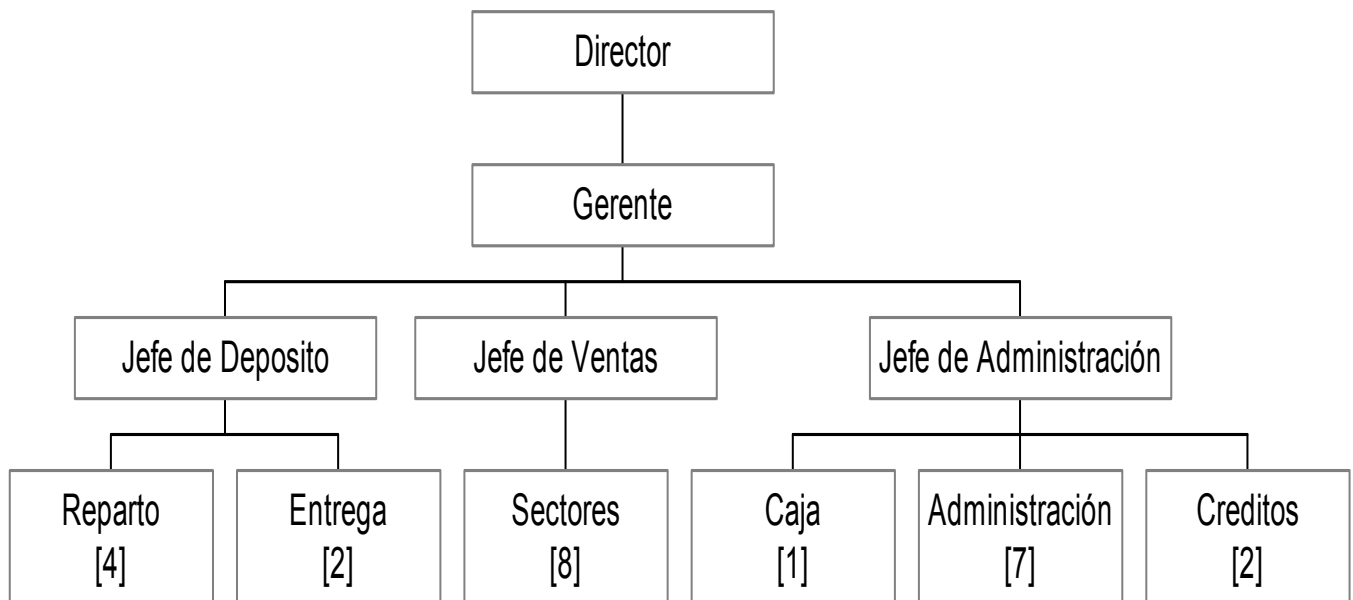 Director
Gerente
Jefe de Deposito
Jefe de Ventas
Jefe de Administración
Reparto
[4]
Entrega
[2]
Sectores
[8]
Caja
[1]
Administración
[7]
Creditos
[2]